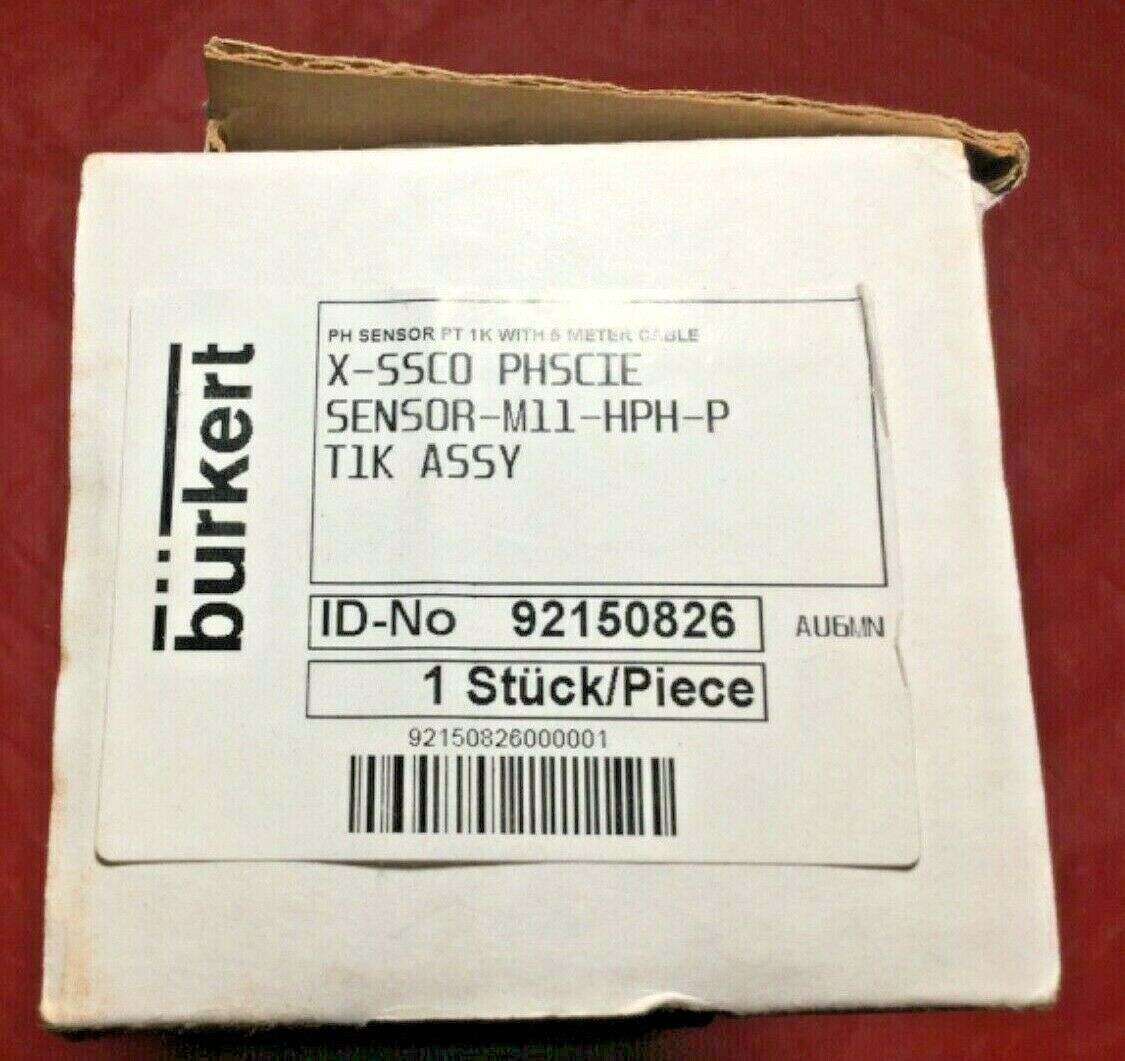 bürkert
PH SENSOR PT 1K WITH METER CABLE
X-SSCO PHSCIE
SENSOR-M11-HPH-P
T1K ASSY
ID-No 92150826
AU6MN
1 Stück/Piece
92150826000001